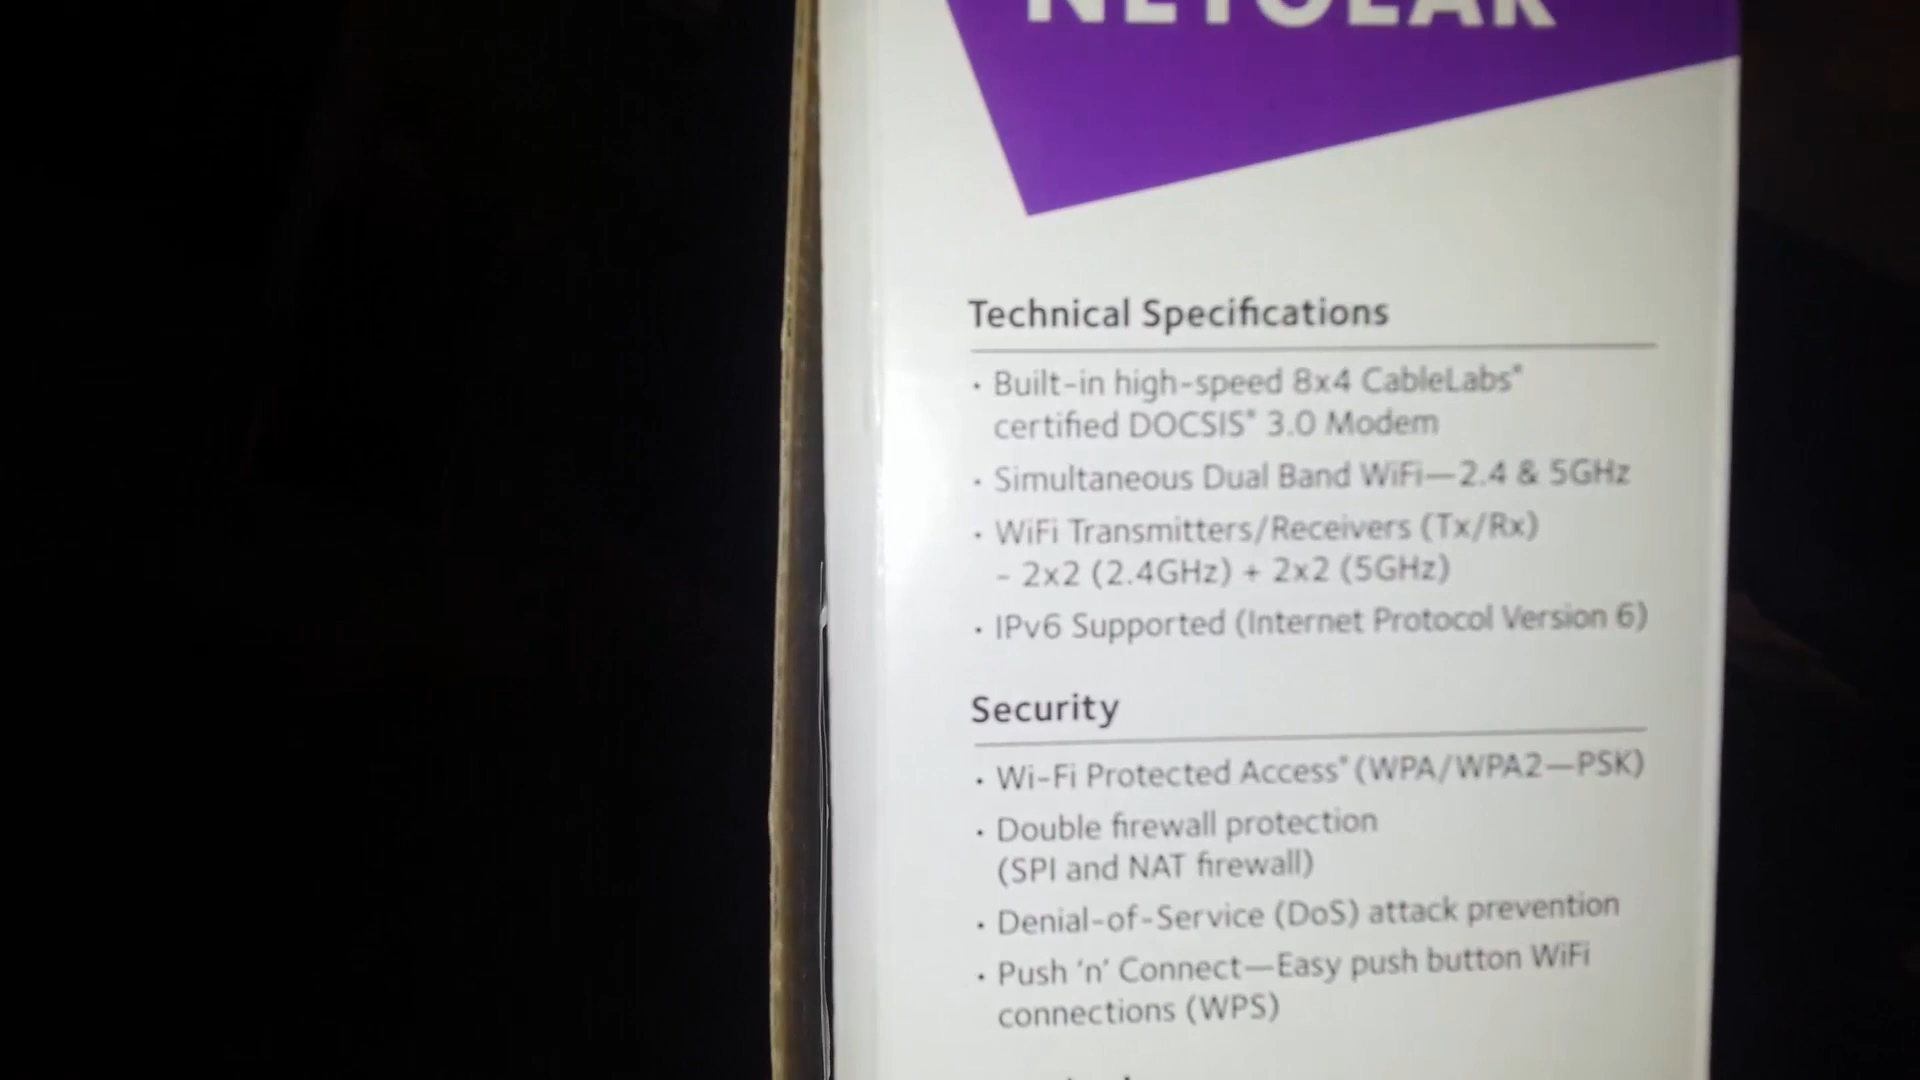 NETGEAR
Technical Specifications
• Built-in high-speed 8x4 CableLabs®
certified DOCSIS® 3.0 Modem
• Simultaneous Dual Band WiFi—2.4 & 5GHz
• WiFi Transmitters/Receivers (Tx/Rx)
– 2x2 (2.4GHz) + 2x2 (5GHz)
• IPv6 Supported (Internet Protocol Version 6)
Security
• Wi-Fi Protected Access® (WPA/WPA2—PSK)
• Double firewall protection
(SPI and NAT firewall)
• Denial-of-Service (DoS) attack prevention
• Push ‘n’ Connect—Easy push button WiFi
connections (WPS)